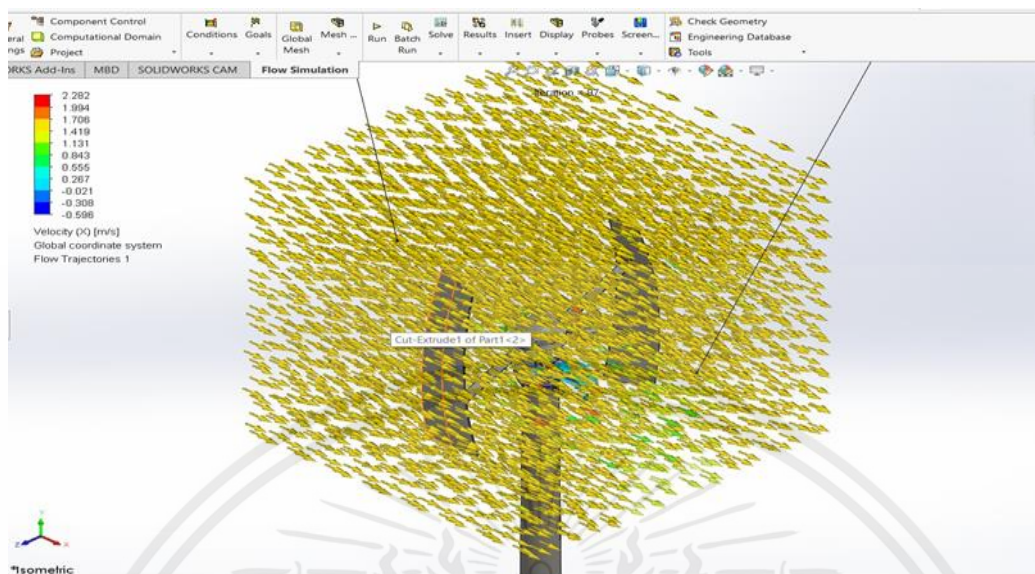 Component Control
Computational Domain
Project
Conditions
Goals
Global Mesh
Mesh ...
Run
Batch Run
Solve
Results
Insert
Display
Probes
Screen...
Check Geometry
Engineering Database
Tools
Add-Ins
MBD
SOLIDWORKS CAM
Flow Simulation
2.282
1.994
1.706
1.419
1.131
0.843
0.555
0.267
-0.021
-0.308
-0.596
Velocity (X) [m/s]
Global coordinate system
Flow Trajectories 1
Cut-Extrude1 of Part1<2>
Y
Z
X
*Isometric